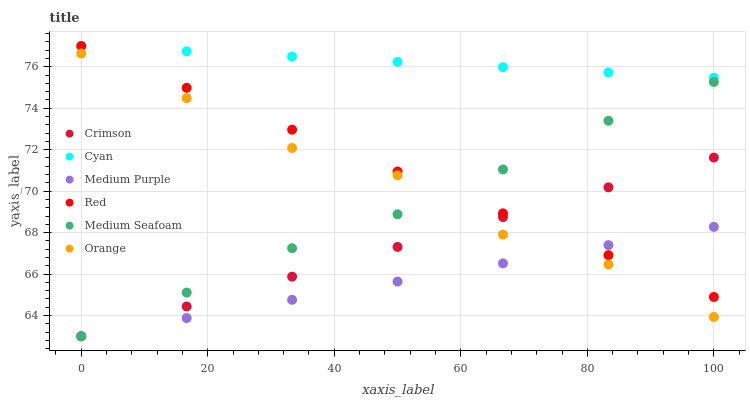 title
yaxis_label
76
74
72
70
68
66
64
Crimson
Cyan
Medium Purple
Red
Medium Seafoam
Orange
0 20 40 60 80 100
xaxis_label